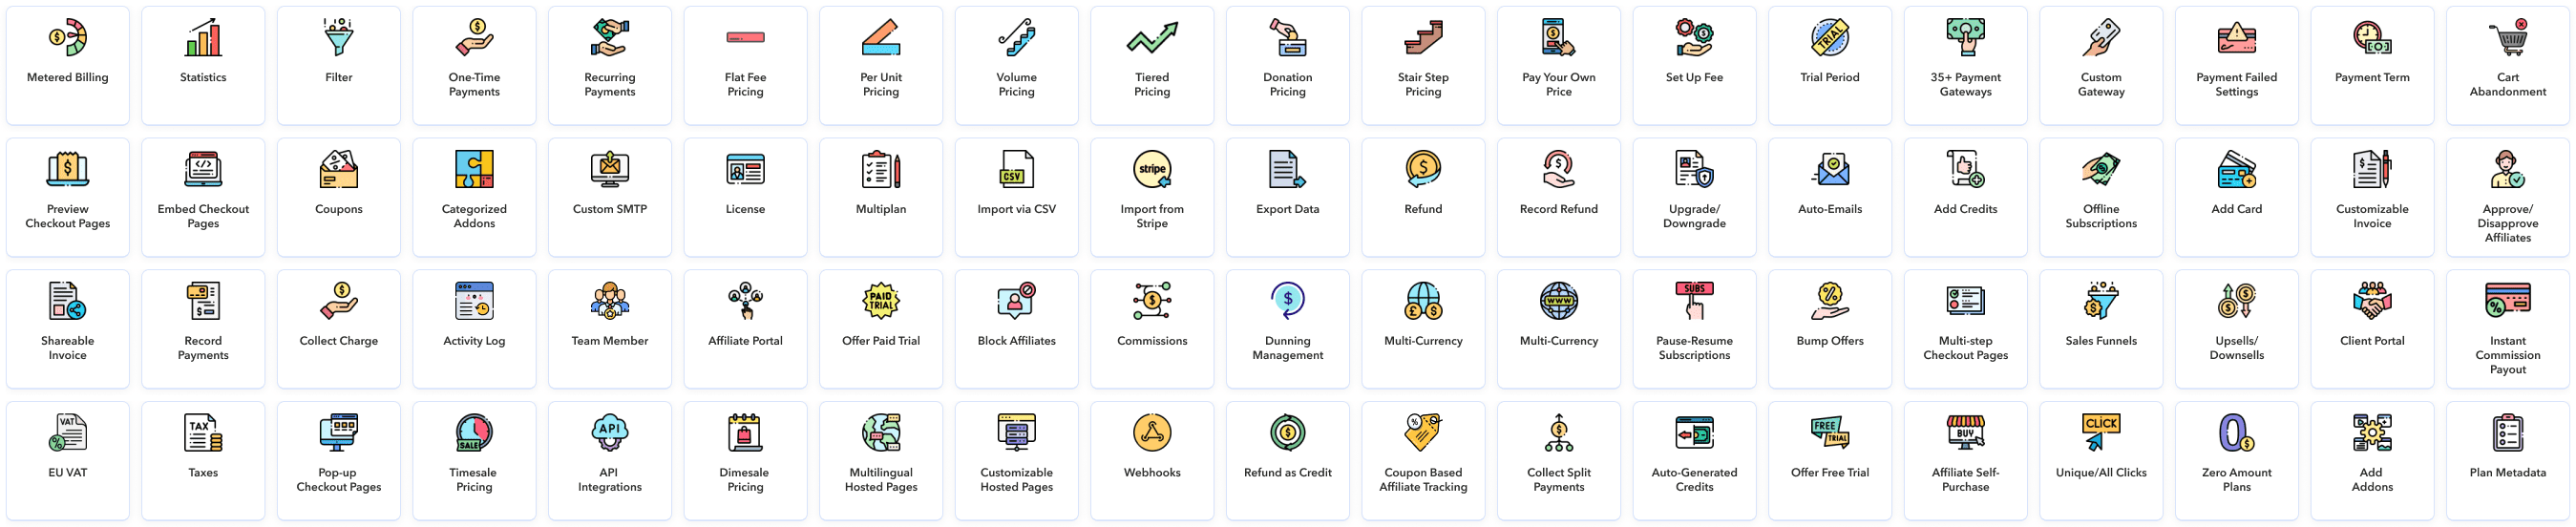 Metered Billing
Statistics
Filter
One-Time
Payments
Recurring
Payments
Flat Fee
Pricing
Per Unit
Pricing
Volume
Pricing
Tiered
Pricing
Donation
Pricing
Stair Step
Pricing
Pay Your Own
Price
Set Up Fee
TRIAL
Trial Period
35+ Payment
Gateways
Custom
Gateway
Payment Failed
Settings
Payment Term
Cart
Abandonment
Preview
Checkout Pages
Embed Checkout
Pages
Coupons
Categorized
Addons
Custom SMTP
License
Multiplan
CSV
Import via CSV
stripe
Import from
Stripe
Export Data
Refund
Record Refund
Upgrade/
Downgrade
Auto-Emails
Add Credits
Offline
Subscriptions
Add Card
Customizable
Invoice
Approve/
Disapprove
Affiliates
Shareable
Invoice
Record
Payments
Collect Charge
Activity Log
Team Member
A A A
Affiliate Portal
PAID
TRIAL
Offer Paid Trial
Block Affiliates
Commissions
Dunning
Management
Multi-Currency
WWW
Multi-Currency
SUBS
Pause-Resume
Subscriptions
Bump Offers
Multi-step
Checkout Pages
Sales Funnels
Upsells/
Downsells
Client Portal
Instant
Commission
Payout
VAT
EU VAT
TAX
Taxes
Pop-up
Checkout Pages
SALE
Timesale
Pricing
API
API
Integrations
Dimesale
Pricing
Multilingual
Hosted Pages
Customizable
Hosted Pages
Webhooks
Refund as Credit
Coupon Based
Affiliate Tracking
Collect Split
Payments
Auto-Generated
Credits
FREE
TRIAL
Offer Free Trial
BUY
Affiliate Self-
Purchase
CLICK
Unique/All Clicks
0
Zero Amount
Plans
Add
Addons
Plan Metadata